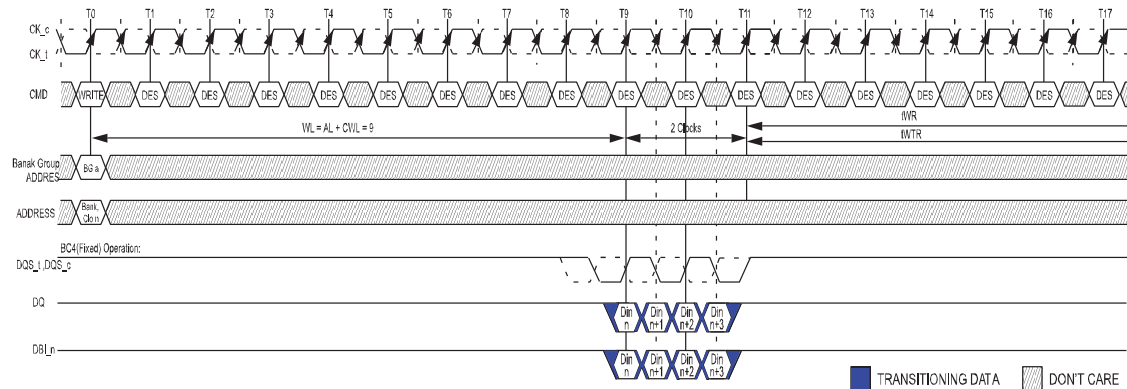 T0 T1 T2 T3 T4 T5 T6 T7 T8 T9 T10 T11 T12 T13 T14 T15 T16 T17
CK_c
CK_t
CMD WRITE DES DES DES DES DES DES DES DES DES DES DES DES DES DES DES DES DES
WL = AL + CWL = 9 2 Clocks tWR
tWTR
Banak Group
ADDRES
BG a
ADDRESS
Bank,
Clo n
BC4(Fixed) Operation:
DQS_t ,DQS_c
DQ
Din n Din n+1 Din n+2 Din n+3
DBI_n
Din n Din n+1 Din n+2 Din n+3
TRANSITIONING DATA DON'T CARE